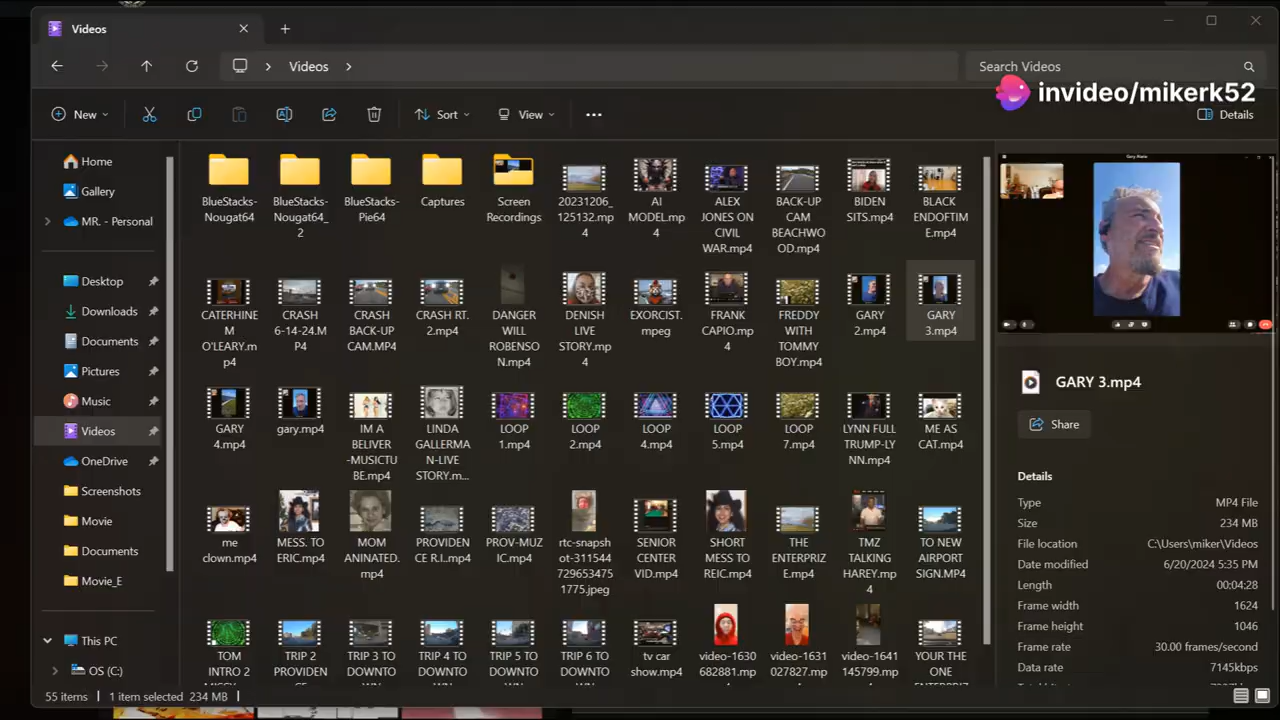 Videos
Videos
Search Videos
invideo/mikerk52
New
Sort
View
Details
Home
Gallery
MR. - Personal
Desktop
Downloads
Documents
Pictures
Music
Videos
OneDrive
Screenshots
Movie
Documents
Movie_E
This PC
OS (C:)
BlueStacks-
Nougat64
BlueStacks-
Nougat64_
2
BlueStacks-
Pie64
Captures
Screen
Recordings
20231206_
125132.mp
4
AI
MODEL.mp
4
ALEX
JONES ON
CIVIL
WAR.mp4
BACK-UP
CAM
BEACHWO
OD.mp4
BIDEN
SITS.mp4
BLACK
ENDOFTIM
E.mp4
CATERHINE
M
O'LEARY.m
p4
CRASH
6-14-24.M
P4
CRASH
BACK-UP
CAM.MP4
CRASH RT.
2.mp4
DANGER
WILL
ROBENSO
N.mp4
DENISH
LIVE
STORY.mp
4
EXORCIST.
mpeg
FRANK
CAPIO.mp
4
FREDDY
WITH
TOMMY
BOY.mp4
GARY
2.mp4
GARY
3.mp4
GARY
4.mp4
gary.mp4
IM A
BELIVER
-MUSICTU
BE.mp4
LINDA
GALLERMA
N-LIVE
STORY.m...
LOOP
1.mp4
LOOP
2.mp4
LOOP
4.mp4
LOOP
5.mp4
LOOP
7.mp4
LYNN FULL
TRUMP-LY
NN.mp4
ME AS
CAT.mp4
me
clown.mp4
MESS. TO
ERIC.mp4
MOM
ANINATED.
mp4
PROVIDEN
CE R.I..mp4
PROV-MUZ
IC.mp4
rtc-snapsh
ot-311544
729653475
1775.jpeg
SENIOR
CENTER
VID.mp4
SHORT
MESS TO
REIC.mp4
THE
ENTERPRIZ
E.mp4
TMZ
TALKING
HAREY.mp
4
TO NEW
AIRPORT
SIGN.MP4
TOM
INTRO 2
TRIP 2
PROVIDEN
TRIP 3 TO
DOWNTO
TRIP 4 TO
DOWNTO
TRIP 5 TO
DOWNTO
TRIP 6 TO
DOWNTO
tv car
show.mp4
video-1630
682881.mp
video-1631
027827.mp
video-1641
145799.mp
YOUR THE
ONE
GARY 3.mp4
Share
Details
Type MP4 File
Size 234 MB
File location C:\Users\miker\Videos
Date modified 6/20/2024 5:35 PM
Length 00:04:28
Frame width 1624
Frame height 1046
Frame rate 30.00 frames/second
Data rate 7145kbps
55 items 1 item selected 234 MB